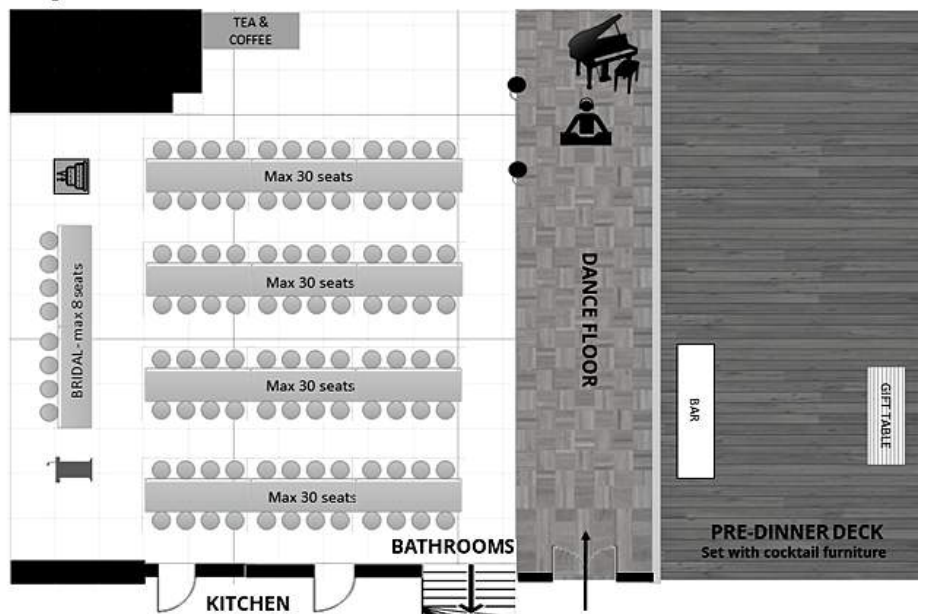 TEA &
COFFEE
Max 30 seats
Max 30 seats
Max 30 seats
Max 30 seats
BRIDAL - max 8 seats
DANCE FLOOR
BAR
GIFT TABLE
PRE-DINNER DECK
Set with cocktail furniture
BATHROOMS
KITCHEN